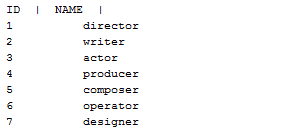 ID | NAME |
1 director
2 writer
3 actor
4 producer
5 composer
6 operator
7 designer